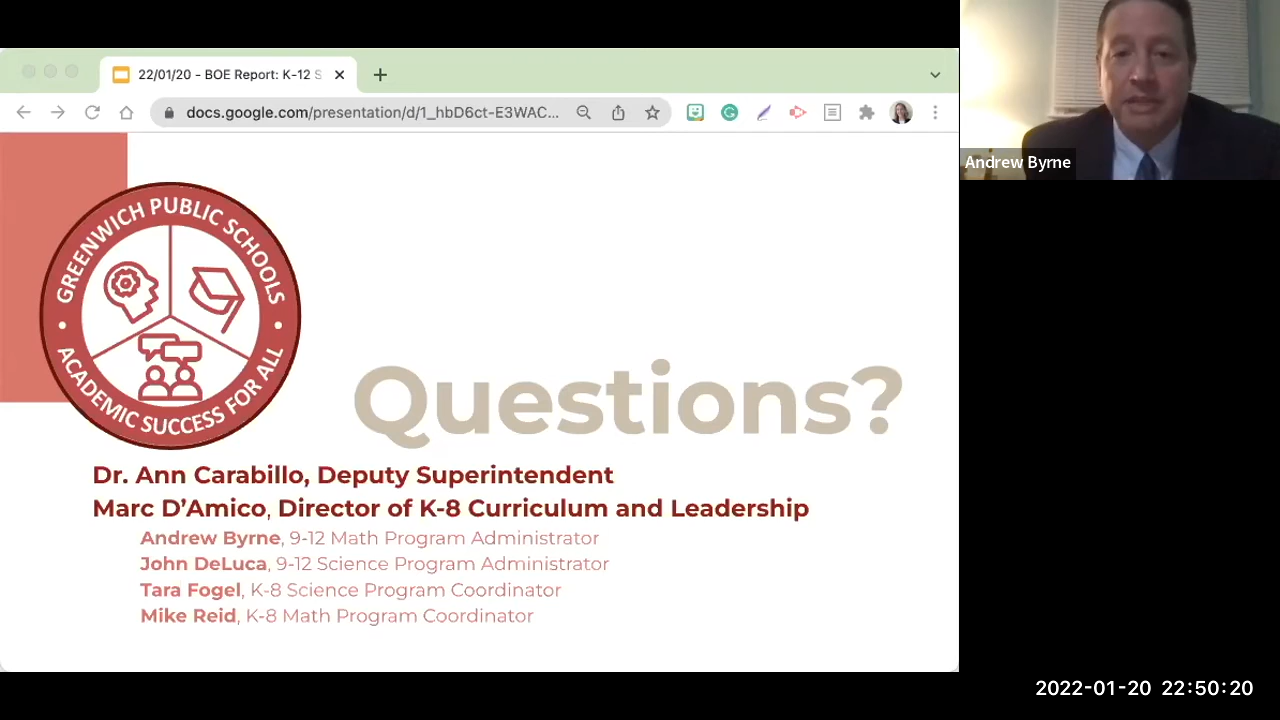 22/01/20 - BOE Report: K-12 S
docs.google.com/presentation/d/1_hbD6ct-E3WAC...
Andrew Byrne
GREENWICH PUBLIC SCHOOLS
ACADEMIC SUCCESS FOR ALL
Questions?
Dr. Ann Carabillo, Deputy Superintendent
Marc D’Amico, Director of K-8 Curriculum and Leadership
Andrew Byrne, 9-12 Math Program Administrator
John DeLuca, 9-12 Science Program Administrator
Tara Fogel, K-8 Science Program Coordinator
Mike Reid, K-8 Math Program Coordinator
2022-01-20 22:50:20